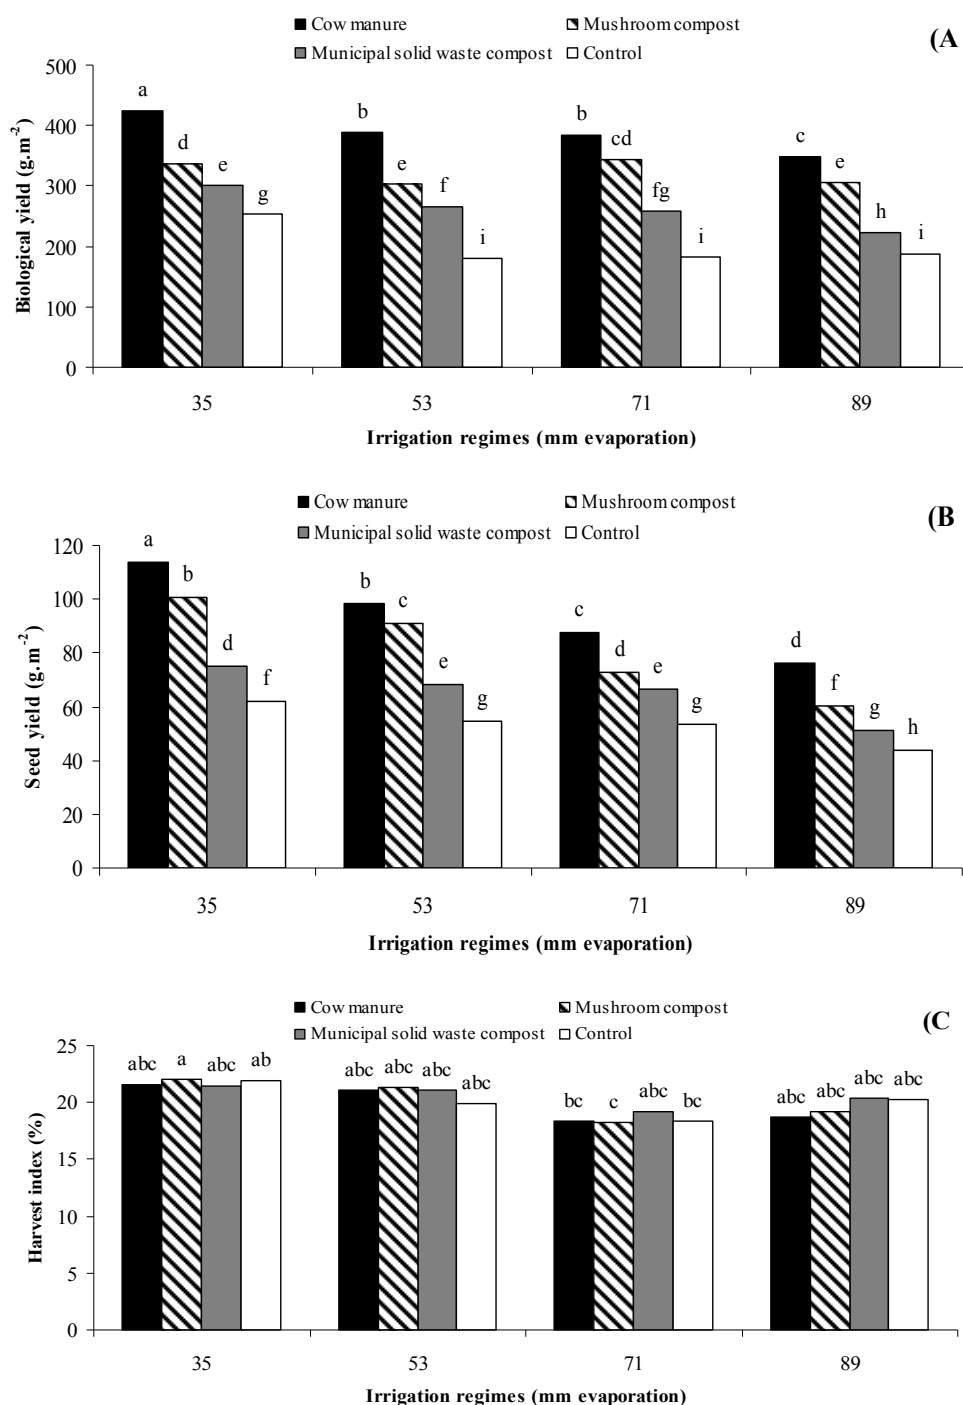 Cow manure Mushroom compost
(A
Municipal solid waste compost Control
500
400
300
200
100
0
Biological yield (g.m-2)
a d e g b e f i b cd fg i c e h i
35 53 71 89
Irrigation regimes (mm evaporation)
Cow manure Mushroom compost
(B
Municipal solid waste compost Control
120
100
80
60
40
20
0
Seed yield (g.m-2)
a b d f b c e g c d e g d f g h
35 53 71 89
Irrigation regimes (mm evaporation)
Cow manure Mushroom compost
(C
Municipal solid waste compost Control
25
20
15
10
5
0
Harvest index (%)
abc a abc ab abc abc abc abc bc c abc bc abc abc abc abc
35 53 71 89
Irrigation regimes (mm evaporation)